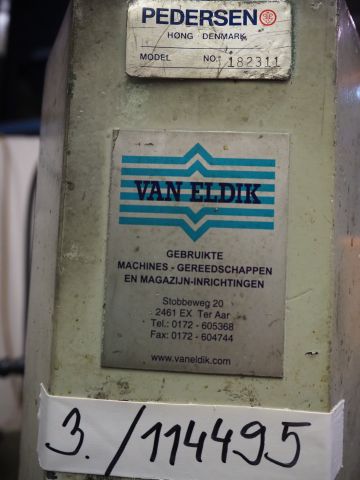 PEDERSEN
HØNG DENMARK
MODEL NO. 182311
VAN ELDIK
GEBRUIKTE
MACHINES - GEREEDSCHAPPEN
EN MAGAZIJN-INRICHTINGEN
Stobbeweg 20
2461 EX Ter Aar
Tel.: 0172 - 605368
Fax: 0172 - 604744
www.vaneldik.com
3./114495